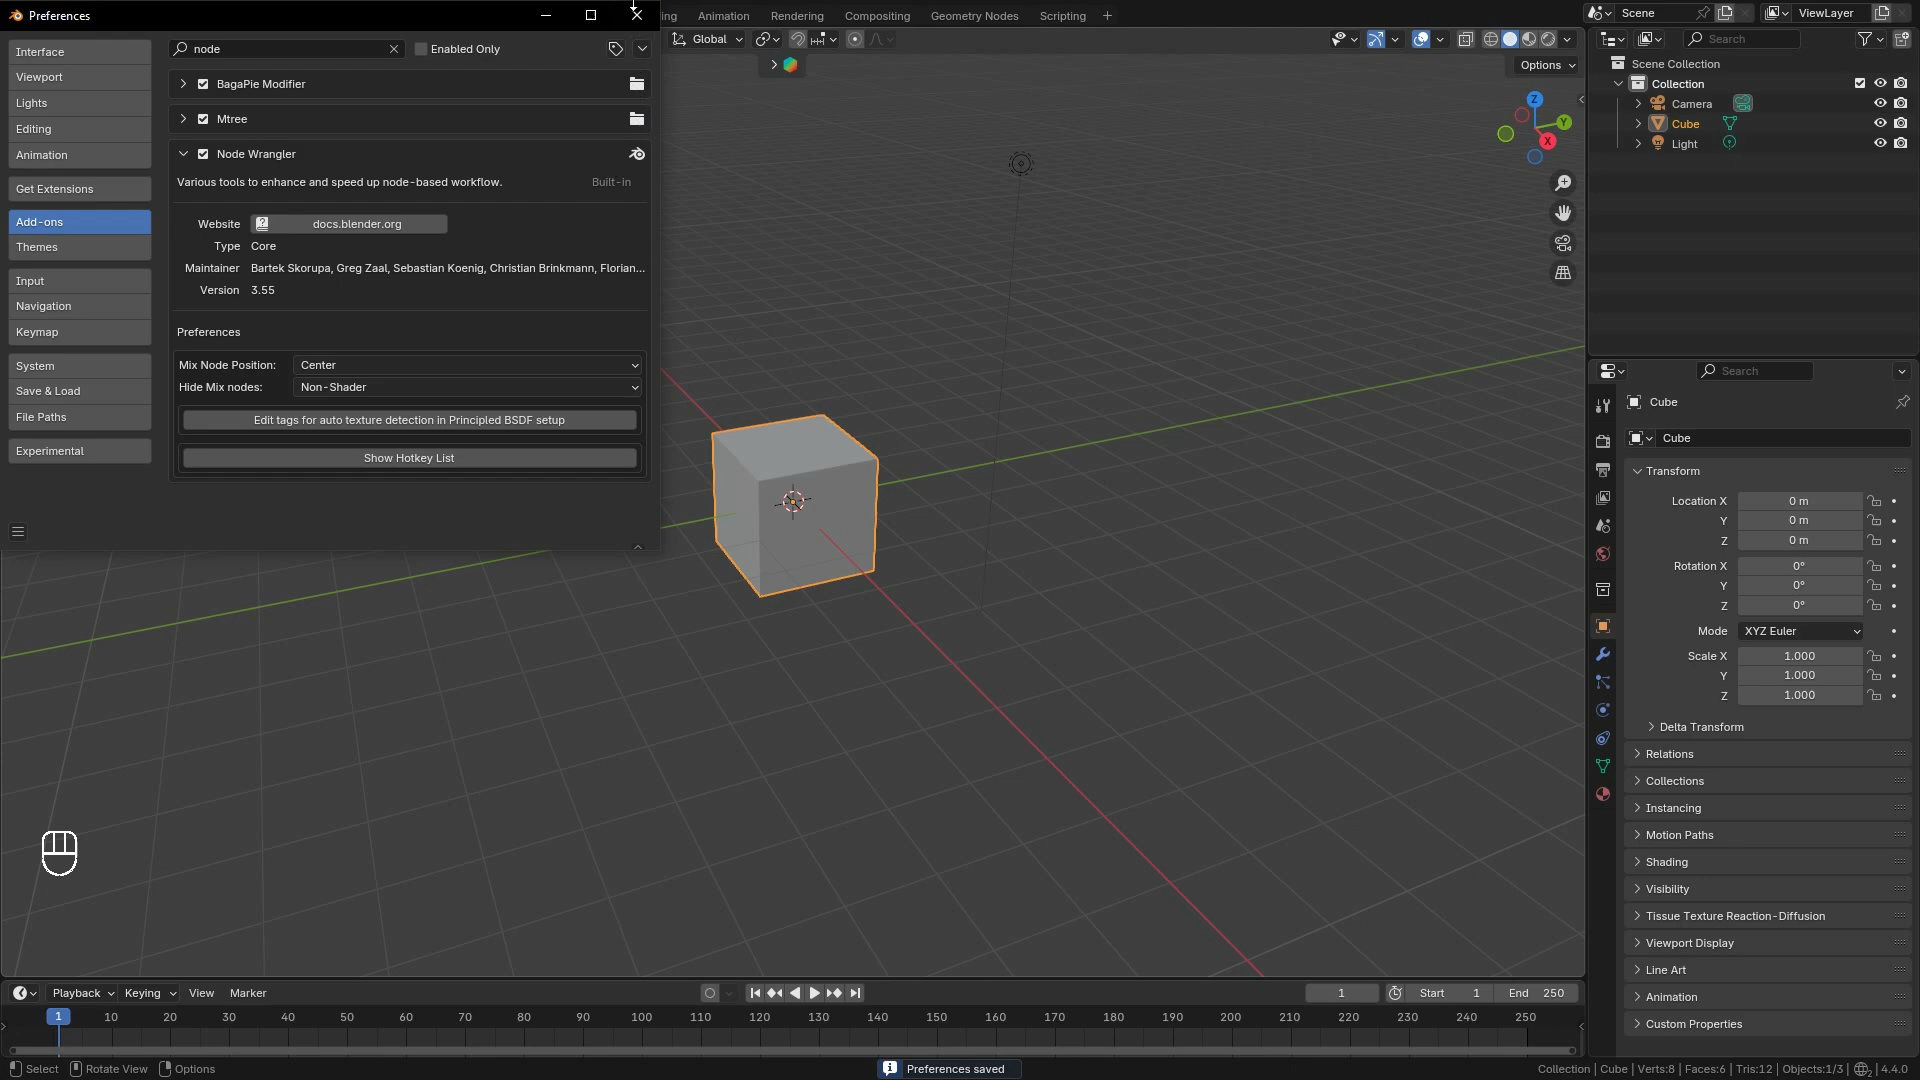 Preferences
ing
Animation
Rendering
Compositing
Geometry Nodes
Scripting
Scene
ViewLayer
Interface
Viewport
Lights
Editing
Animation
Get Extensions
Add-ons
Themes
Input
Navigation
Keymap
System
Save & Load
File Paths
Experimental
node
Enabled Only
BagaPie Modifier
Mtree
Node Wrangler
Various tools to enhance and speed up node-based workflow.
Built-in
Website
docs.blender.org
Type
Core
Maintainer
Bartek Skorupa, Greg Zaal, Sebastian Koenig, Christian Brinkmann, Florian...
Version
3.55
Preferences
Mix Node Position:
Center
Hide Mix nodes:
Non-Shader
Edit tags for auto texture detection in Principled BSDF setup
Show Hotkey List
Global
Options
Z
Y
X
Search
Scene Collection
Collection
Camera
Cube
Light
Search
Cube
Cube
Transform
Location X
0 m
Y
0 m
Z
0 m
Rotation X
0°
Y
0°
Z
0°
Mode
XYZ Euler
Scale X
1.000
Y
1.000
Z
1.000
Delta Transform
Relations
Collections
Instancing
Motion Paths
Shading
Visibility
Tissue Texture Reaction-Diffusion
Viewport Display
Line Art
Animation
Custom Properties
Playback
Keying
View
Marker
1
Start
1
End
250
1
10
20
30
40
50
60
70
80
90
100
110
120
130
140
150
160
170
180
190
200
210
220
230
240
250
Select
Rotate View
Options
Preferences saved
Collection | Cube | Verts:8 | Faces:6 | Tris:12 | Objects:1/3 |
4.4.0